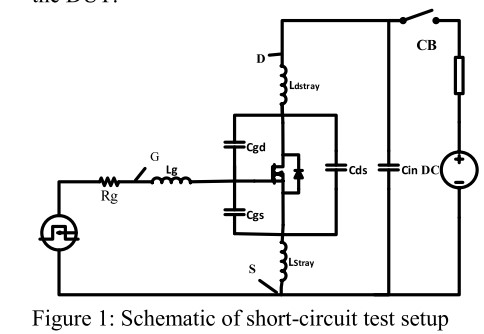 the DUT.
CB
D
Ldstray
G
Cgd
Lg
Cds
Cin DC
Rg
Cgs
S
LStray
Figure 1: Schematic of short-circuit test setup